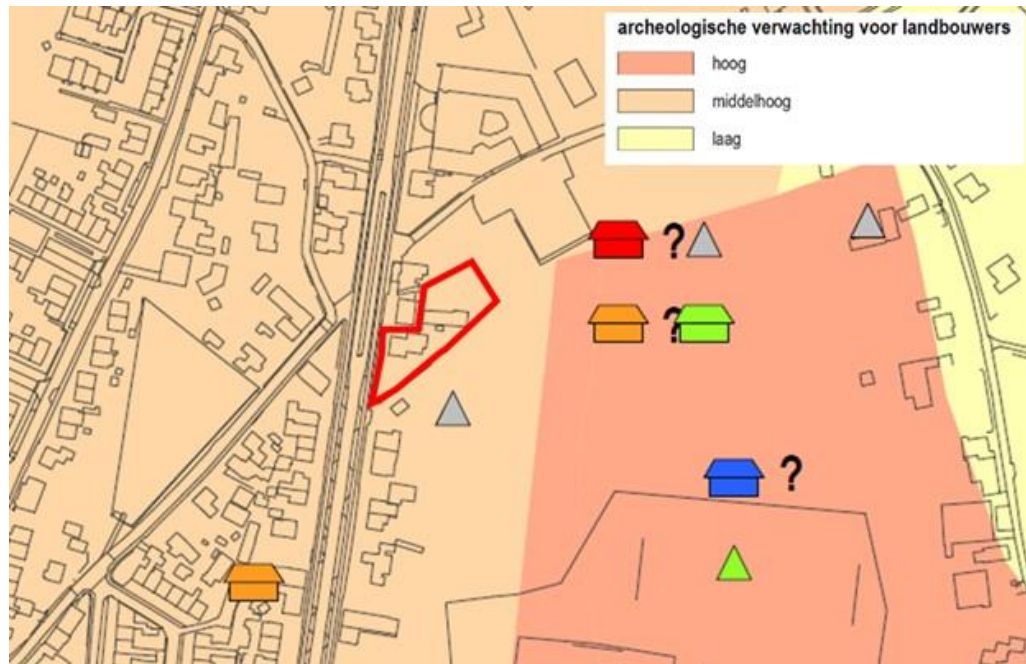 archeologische verwachting voor landbouwers
hoog
middelhoog
laag
?
?
?